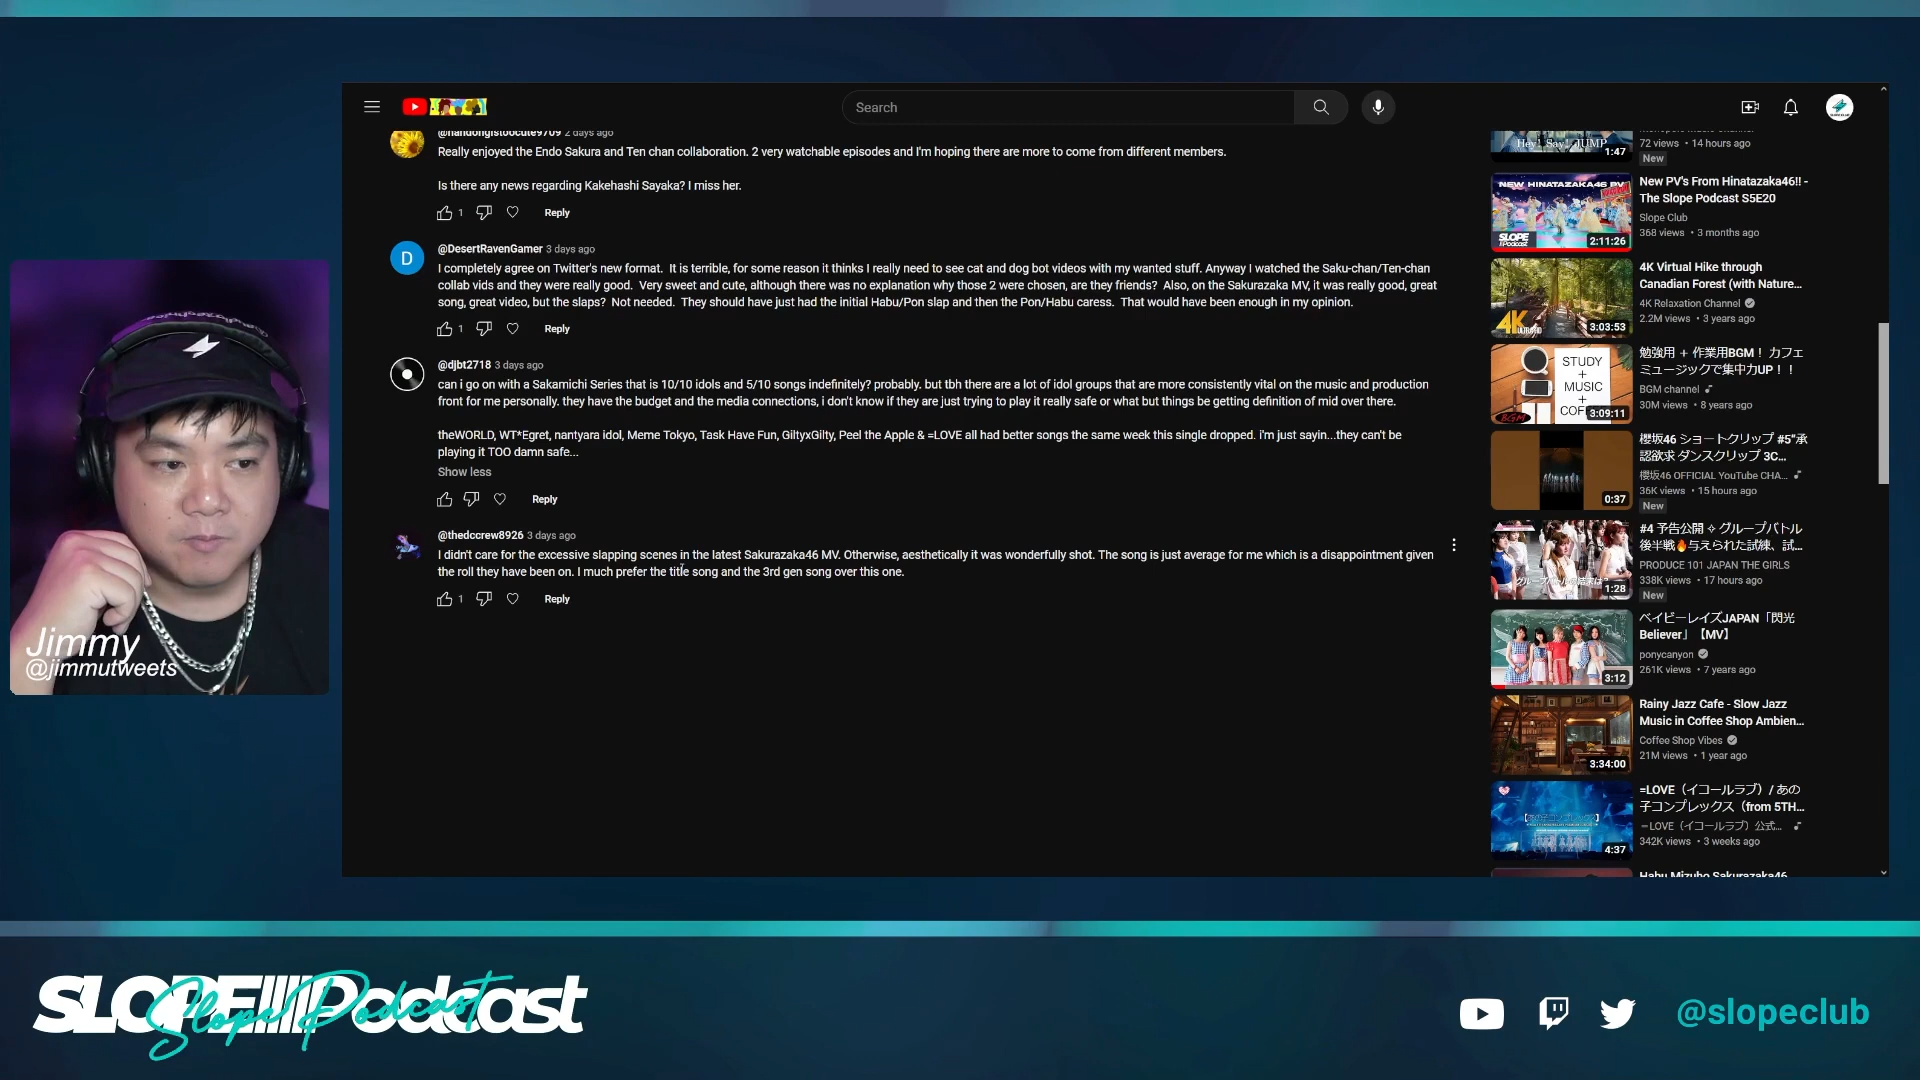 Search
@handongistoocute9709 2 days ago
Really enjoyed the Endo Sakura and Ten chan collaboration. 2 very watchable episodes and I'm hoping there are more to come from different members.
Is there any news regarding Kakehashi Sayaka? I miss her.
1 Reply
D
@DesertRavenGamer 3 days ago
I completely agree on Twitter's new format. It is terrible, for some reason it thinks I really need to see cat and dog bot videos with my wanted stuff. Anyway I watched the Saku-chan/Ten-chan
collab vids and they were really good. Very sweet and cute, although there was no explanation why those 2 were chosen, are they friends? Also, on the Sakurazaka MV, it was really good, great
song, great video, but the slaps? Not needed. They should have just had the initial Habu/Pon slap and then the Pon/Habu caress. That would have been enough in my opinion.
1 Reply
@djbt2718 3 days ago
can i go on with a Sakamichi Series that is 10/10 idols and 5/10 songs indefinitely? probably. but tbh there are a lot of idol groups that are more consistently vital on the music and production
front for me personally. they have the budget and the media connections, i don't know if they are just trying to play it really safe or what but things be getting definition of mid over there.
theWORLD, WT*Egret, nantyara idol, Meme Tokyo, Task Have Fun, GiltyxGilty, Peel the Apple & =LOVE all had better songs the same week this single dropped. i'm just sayin...they can't be
playing it TOO damn safe...
Show less
Reply
@thedccrew8926 3 days ago
I didn't care for the excessive slapping scenes in the latest Sakurazaka46 MV. Otherwise, aesthetically it was wonderfully shot. The song is just average for me which is a disappointment given
the roll they have been on. I much prefer the title song and the 3rd gen song over this one.
1 Reply
Hey! Say! JUMP
1:47
72 views • 14 hours ago
New
NEW HINATAZAKA46 PV
SLOPE
Podcast
2:11:26
New PV's From Hinatazaka46!! -
The Slope Podcast S5E20
Slope Club
368 views • 3 months ago
4K
3:03:53
4K Virtual Hike through
Canadian Forest (with Nature...
4K Relaxation Channel
2.2M views • 3 years ago
STUDY
+
MUSIC
+
BGM
3:09:11
勉強用 ＋ 作業用BGM！ カフェ
ミュージックで集中力UP！！
BGM channel
30M views • 8 years ago
0:37
櫻坂46 ショートクリップ #5"承
認欲求 ダンスクリップ 3C...
櫻坂46 OFFICIAL YouTube CHA...
36K views • 15 hours ago
New
1:28
#4 予告公開 ✧ グループバトル
後半戦🔥与えられた試練、試...
PRODUCE 101 JAPAN THE GIRLS
338K views • 17 hours ago
New
3:12
ベイビーレイズJAPAN「閃光
Believer」【MV】
ponycanyon
261K views • 7 years ago
3:34:00
Rainy Jazz Cafe - Slow Jazz
Music in Coffee Shop Ambien...
Coffee Shop Vibes
21M views • 1 year ago
4:37
=LOVE（イコールラブ）/ あの
子コンプレックス（from 5TH...
＝LOVE（イコールラブ）公式...
342K views • 3 weeks ago
Habu Mizuho Sakurazaka46
Jimmy
@jimmutweets
SLOPE Podcast
Slope Podcast
@slopeclub